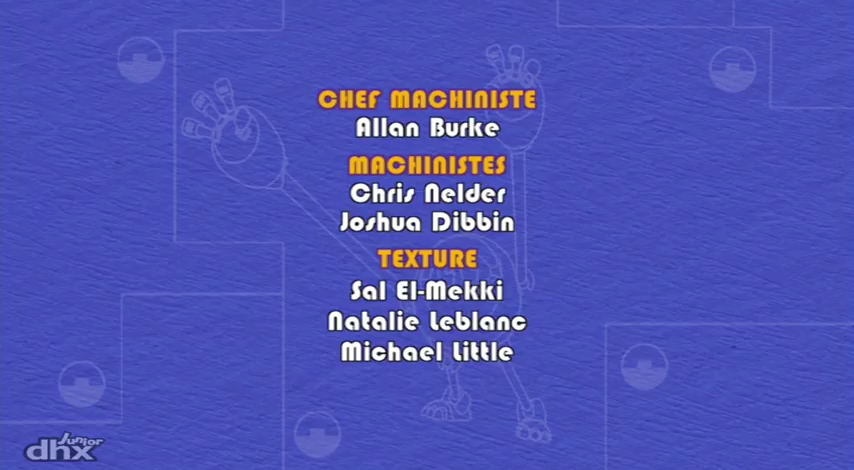 CHEF MACHINISTE
Allan Burke
MACHINISTES
Chris Nelder
Joshua Dibbin
TEXTURE
Sal El-Mekki
Natalie Leblanc
Michael Little
dhx Junior